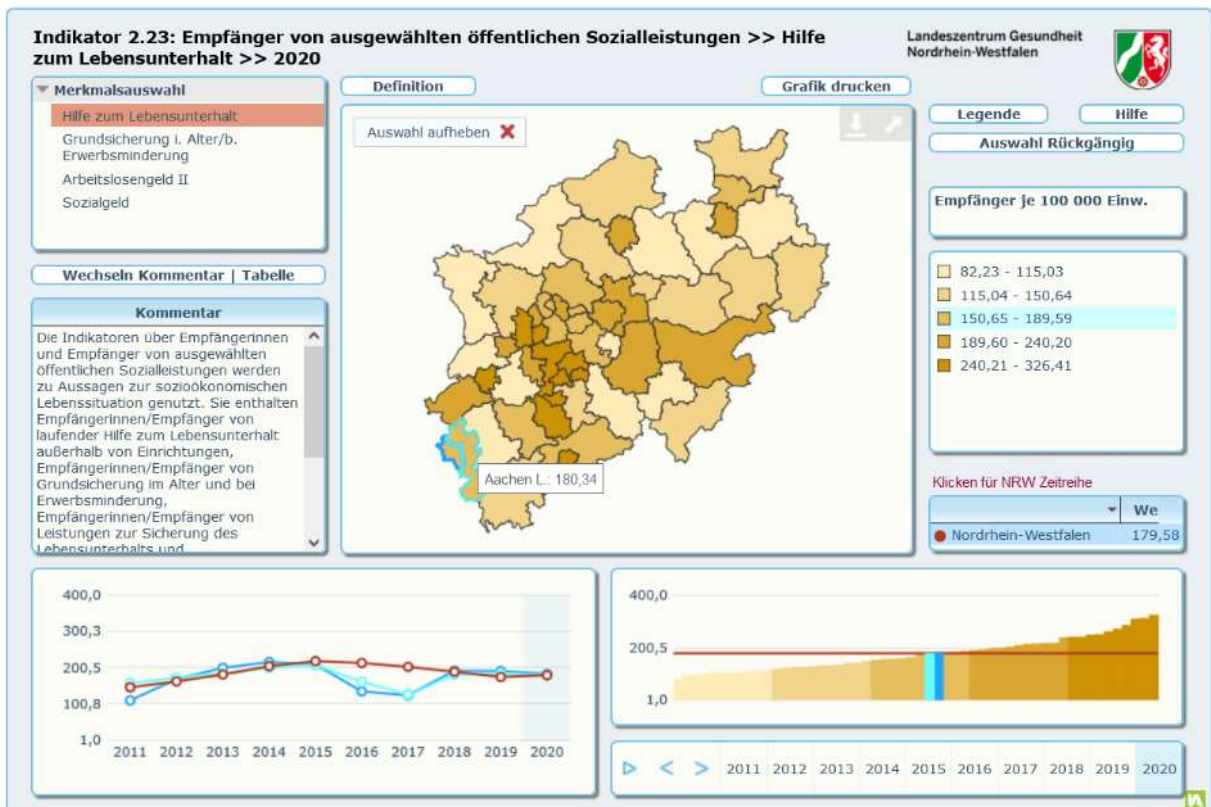 Indikator 2.23: Empfänger von ausgewählten öffentlichen Sozialleistungen >> Hilfe
zum Lebensunterhalt >> 2020
Landeszentrum Gesundheit
Nordrhein-Westfalen
Merkmalsauswahl
Hilfe zum Lebensunterhalt
Grundsicherung i. Alter/b.
Erwerbsminderung
Arbeitslosengeld II
Sozialgeld
Wechseln Kommentar | Tabelle
Kommentar
Die Indikatoren über Empfängerinnen
und Empfänger von ausgewählten
öffentlichen Sozialleistungen werden
zu Aussagen zur sozioökonomischen
Lebenssituation genutzt. Sie enthalten
Empfängerinnen/Empfänger von
laufender Hilfe zum Lebensunterhalt
außerhalb von Einrichtungen,
Empfängerinnen/Empfänger von
Grundsicherung im Alter und bei
Erwerbsminderung,
Empfängerinnen/Empfänger von
Leistungen zur Sicherung des
Lebensunterhalts und
Definition
Grafik drucken
Auswahl aufheben
Aachen L.: 180,34
Legende
Hilfe
Auswahl Rückgängig
Empfänger je 100 000 Einw.
82,23 - 115,03
115,04 - 150,64
150,65 - 189,59
189,60 - 240,20
240,21 - 326,41
Klicken für NRW Zeitreihe
We
Nordrhein-Westfalen 179,58
400,0
300,3
200,5
100,8
1,0
2011 2012 2013 2014 2015 2016 2017 2018 2019 2020
400,0
200,5
1,0
2011 2012 2013 2014 2015 2016 2017 2018 2019 2020